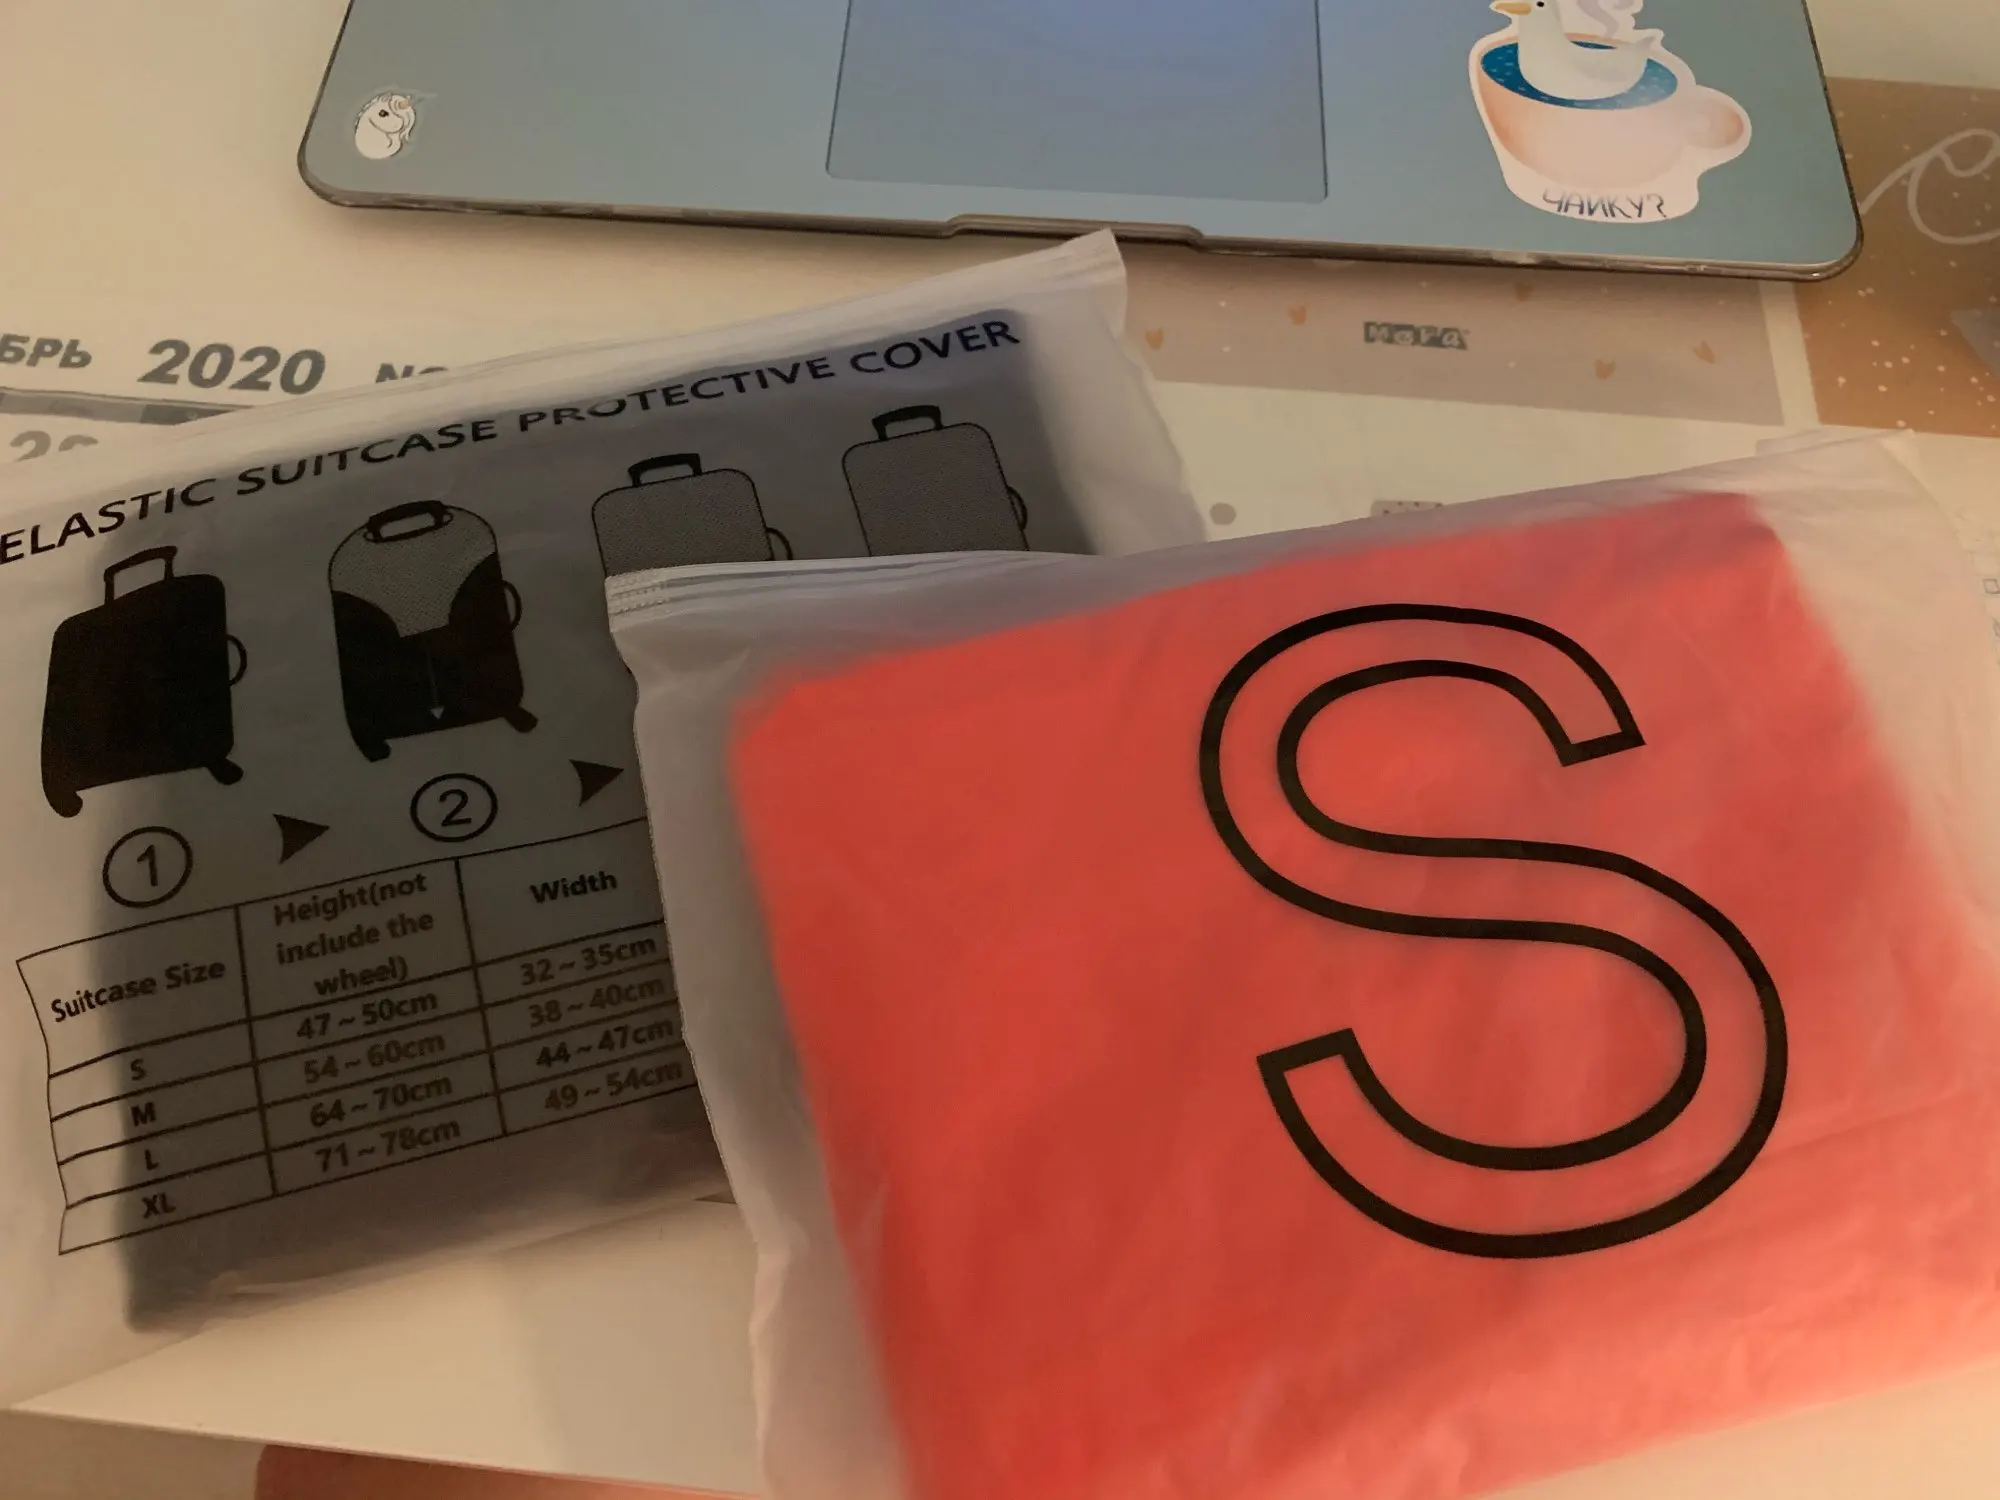 ЧАЙКУ?
БРЬ 2020
MaFa
ELASTIC SUITCASE PROTECTIVE COVER
1 2
Suitcase Size Height(not include the wheel) Width
S 47~50cm 32~35cm
M 54~60cm 38~40cm
L 64~70cm 44~47cm
XL 71~78cm 49~54cm
S